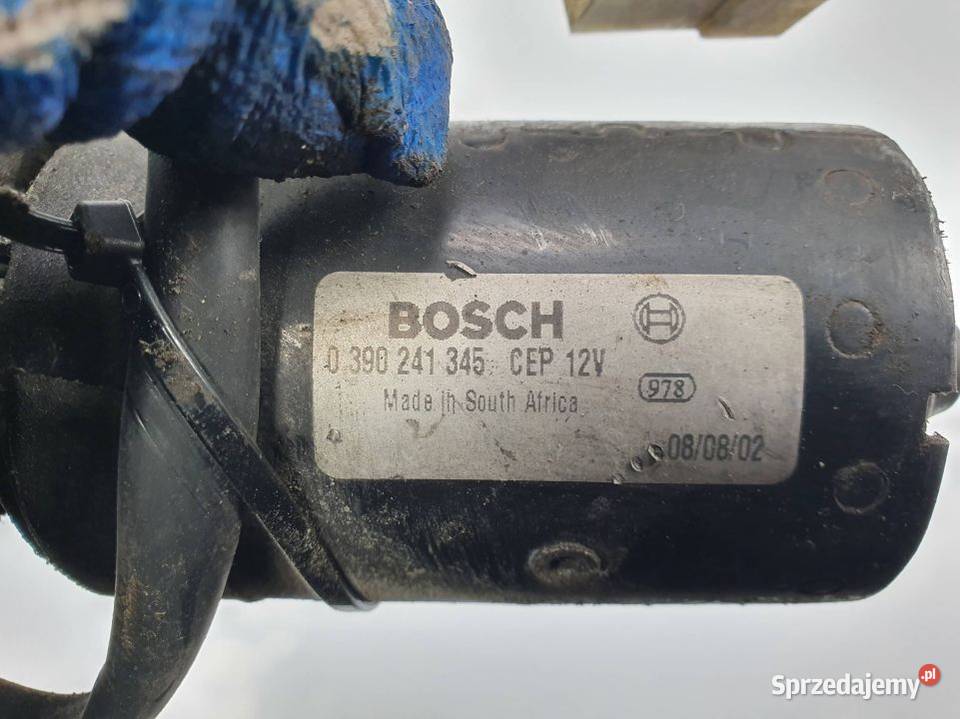 BOSCH
0 390 241 345 CEP 12V
Made in South Africa
978
08/08/02
Sprzedajemy.pl